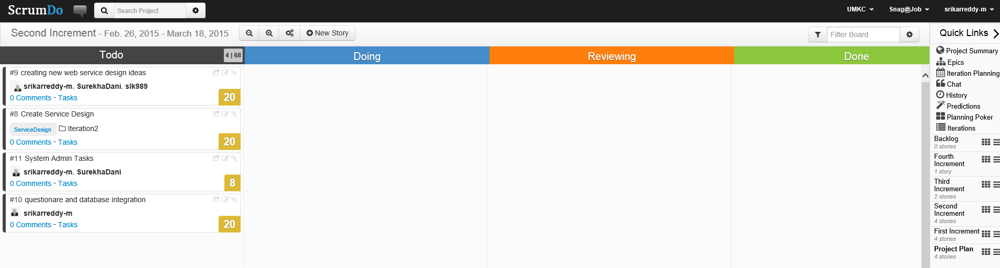 ScrumDo
Search Project
UMKC
Snag@Job
srikarreddy-m
Second Increment - Feb. 26, 2015 - March 18, 2015
New Story
Filter Board
Todo
4 | 68
Doing
Reviewing
Done
#9 creating new web service design ideas
srikarreddy-m, SurekhaDani, slk989
0 Comments - Tasks
20
#8 Create Service Design
ServiceDesign
Iteration2
0 Comments - Tasks
20
#11 System Admin Tasks
srikarreddy-m, SurekhaDani
0 Comments - Tasks
8
#10 questionare and database integration
srikarreddy-m
0 Comments - Tasks
20
Quick Links
Project Summary
Epics
Iteration Planning
Chat
History
Predictions
Planning Poker
Iterations
Backlog
0 stories
Fourth
Increment
1 story
Third
Increment
2 stories
Second
Increment
4 stories
First Increment
4 stories
Project Plan
4 stories